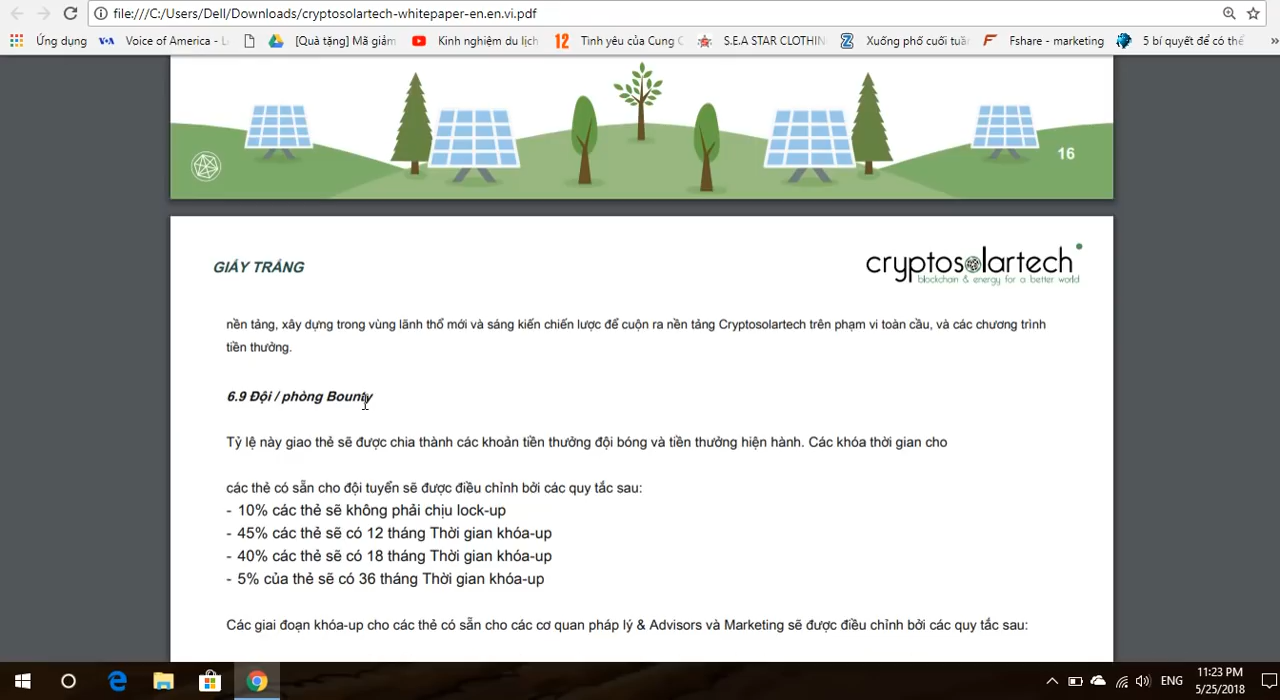 file:///C:/Users/Dell/Downloads/cryptosolartech-whitepaper-en.en.vi.pdf
Ứng dụng
VOA
Voice of America - L
[Quà tặng] Mã giảm
Kinh nghiệm du lịch
12
Tình yêu của Cung C
S.E.A STAR CLOTHIN
Z
Xuống phố cuối tuần
F
Fshare - marketing
5 bí quyết để có thể
»
16
GIẤY TRẮNG
cryptosolartech
blockchain & energy for a better world
nền tảng, xây dựng trong vùng lãnh thổ mới và sáng kiến chiến lược để cuộn ra nền tảng Cryptosolartech trên phạm vi toàn cầu, và các chương trình
tiền thưởng.
6.9 Đội / phòng Bounty
Tỷ lệ này giao thẻ sẽ được chia thành các khoản tiền thưởng đội bóng và tiền thưởng hiện hành. Các khóa thời gian cho
các thẻ có sẵn cho đội tuyển sẽ được điều chỉnh bởi các quy tắc sau:
- 10% các thẻ sẽ không phải chịu lock-up
- 45% các thẻ sẽ có 12 tháng Thời gian khóa-up
- 40% các thẻ sẽ có 18 tháng Thời gian khóa-up
- 5% của thẻ sẽ có 36 tháng Thời gian khóa-up
Các giai đoạn khóa-up cho các thẻ có sẵn cho các cơ quan pháp lý & Advisors và Marketing sẽ được điều chỉnh bởi các quy tắc sau:
ENG
11:23 PM
5/25/2018